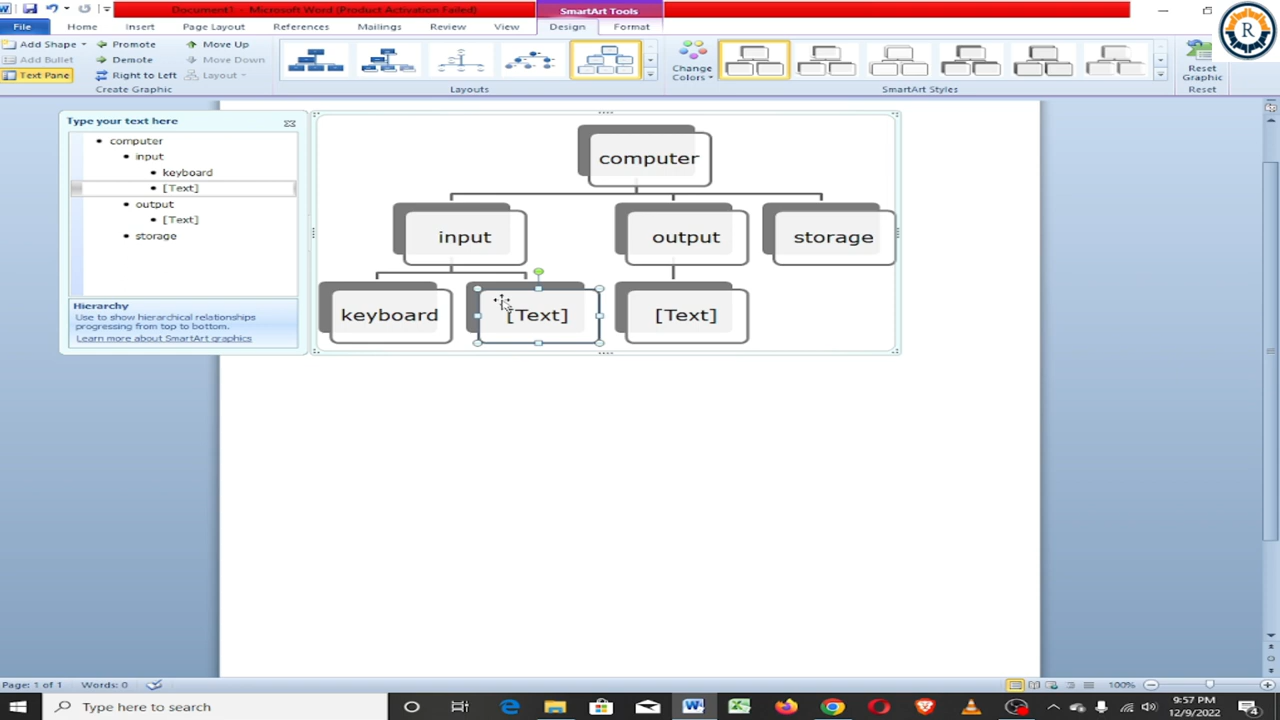 Document1 - Microsoft Word (Product Activation Failed)
SmartArt Tools
File
Home
Insert
Page Layout
References
Mailings
Review
View
Design
Format
Add Shape
Promote
Move Up
Add Bullet
Demote
Move Down
Text Pane
Right to Left
Layout
Create Graphic
Layouts
Change
Colors
SmartArt Styles
Reset
Graphic
Reset
R
Type your text here
computer
input
keyboard
[Text]
output
[Text]
storage
Hierarchy
Use to show hierarchical relationships
progressing from top to bottom.
Learn more about SmartArt graphics
computer
input
output
storage
keyboard
[Text]
[Text]
Page: 1 of 1
Words: 0
100%
Type here to search
9:57 PM
12/9/2022
4